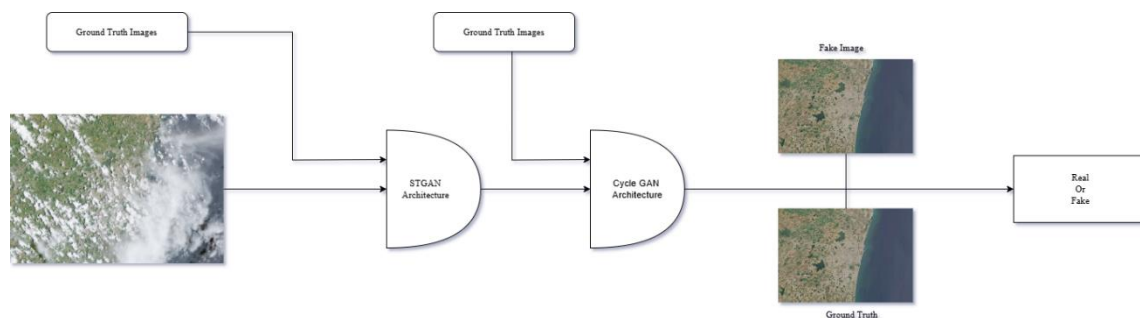 Ground Truth Images
Ground Truth Images
Fake Image
STGAN
Architecture
Cycle GAN
Architecture
Real
Or
Fake
Ground Truth